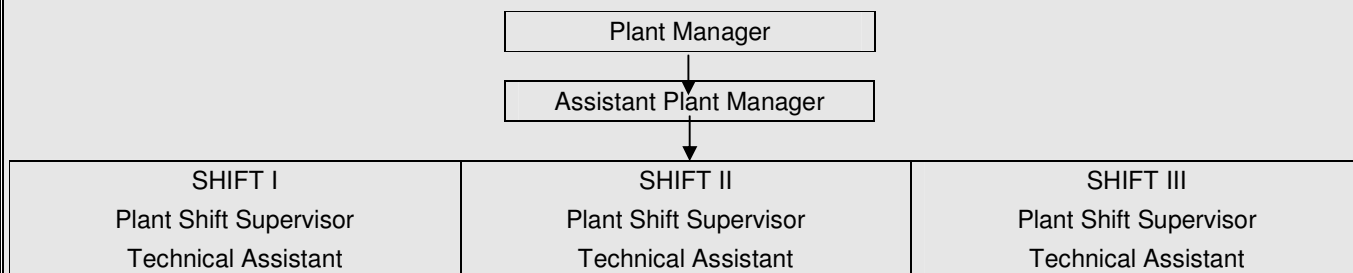 Plant Manager
Assistant Plant Manager
SHIFT I
Plant Shift Supervisor
Technical Assistant
SHIFT II
Plant Shift Supervisor
Technical Assistant
SHIFT III
Plant Shift Supervisor
Technical Assistant